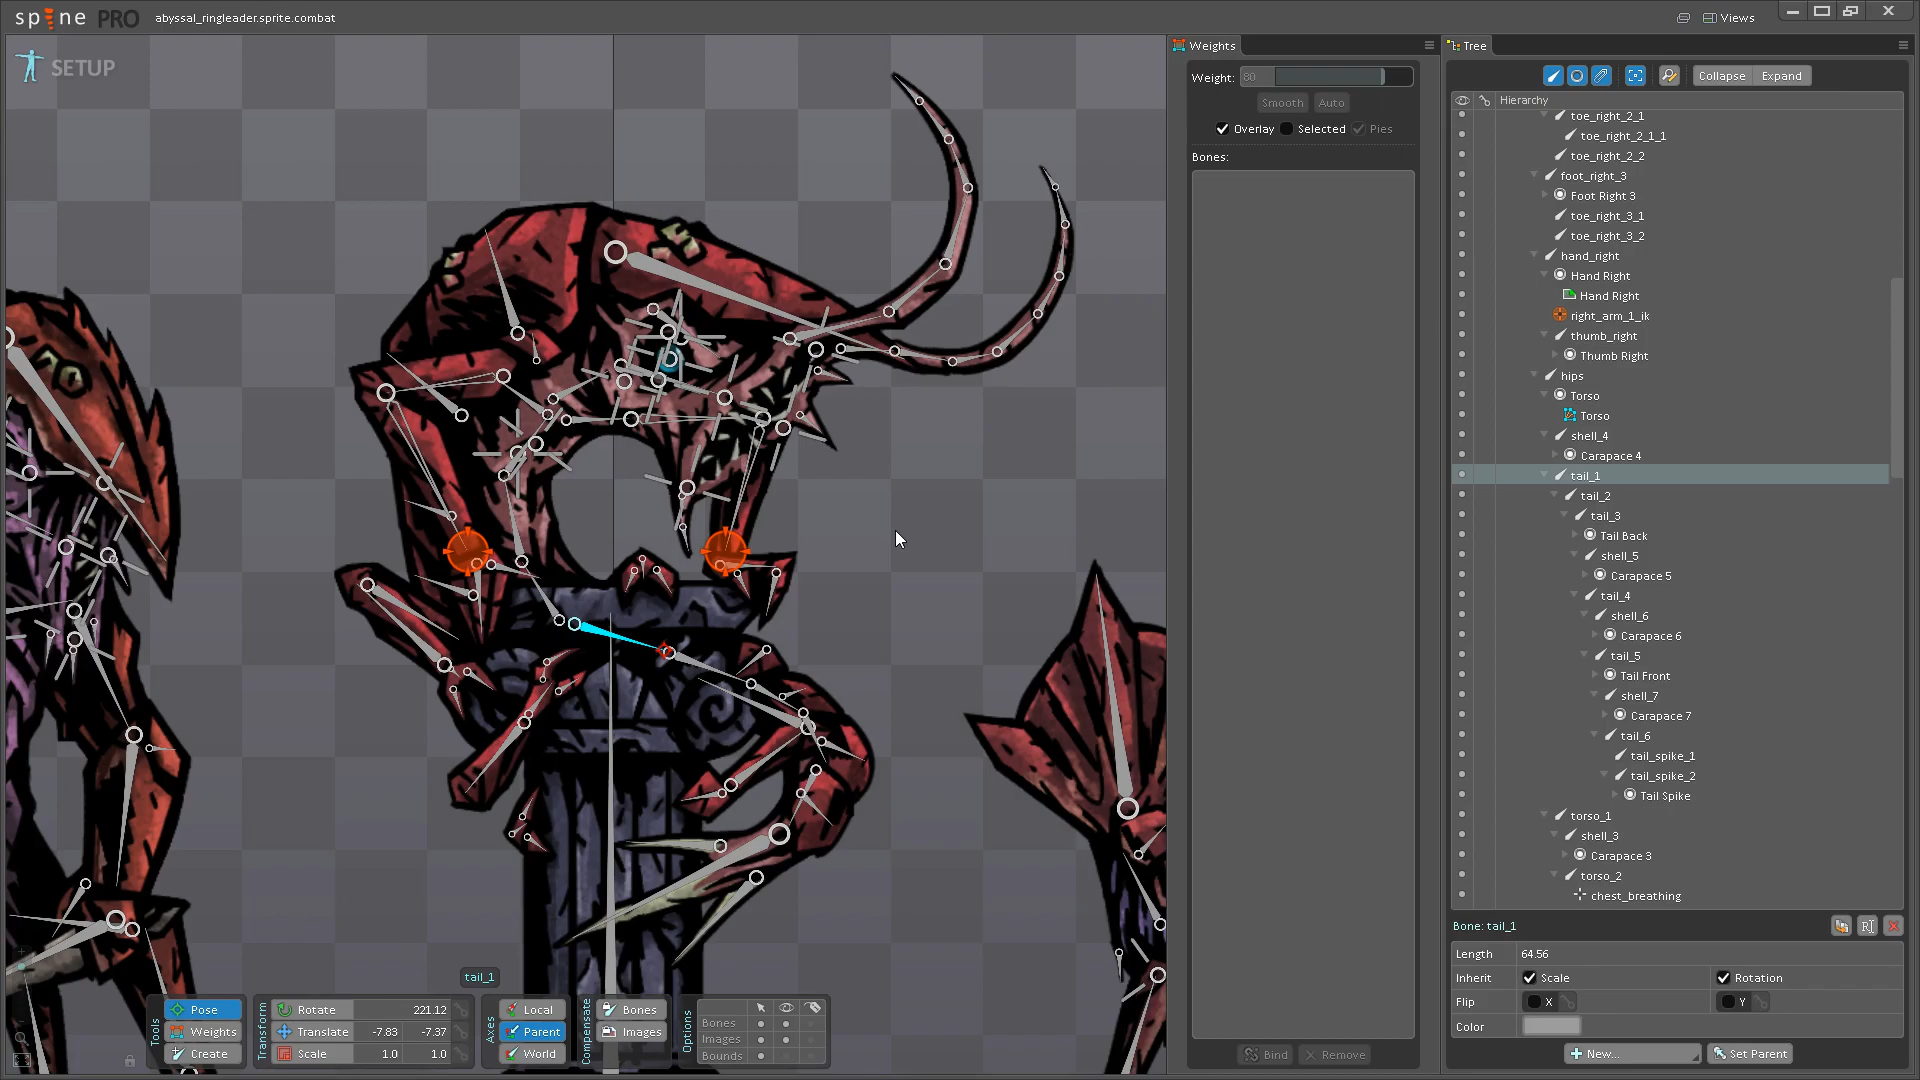 spine PRO abyssal_ringleader.sprite.combat Views
SETUP
Weights
Weight: 80
Smooth Auto
Overlay Selected Pies
Bones:
Bind Remove
Tree
Collapse Expand
Hierarchy
toe_right_2_1
toe_right_2_1_1
toe_right_2_2
foot_right_3
Foot Right 3
toe_right_3_1
toe_right_3_2
hand_right
Hand Right
Hand Right
right_arm_1_ik
thumb_right
Thumb Right
hips
Torso
Torso
shell_4
Carapace 4
tail_1
tail_2
tail_3
Tail Back
shell_5
Carapace 5
tail_4
shell_6
Carapace 6
tail_5
Tail Front
shell_7
Carapace 7
tail_6
tail_spike_1
tail_spike_2
Tail Spike
torso_1
shell_3
Carapace 3
torso_2
chest_breathing
Bone: tail_1
Length 64.56
Inherit Scale Rotation
Flip X Y
Color
New... Set Parent
tail_1
Tools
Pose
Weights
Create
Transform
Rotate 221.12
Translate -7.83 -7.37
Scale 1.0 1.0
Axes
Local
Parent
World
Compensate
Bones
Images
Options
Bones
Images
Bounds